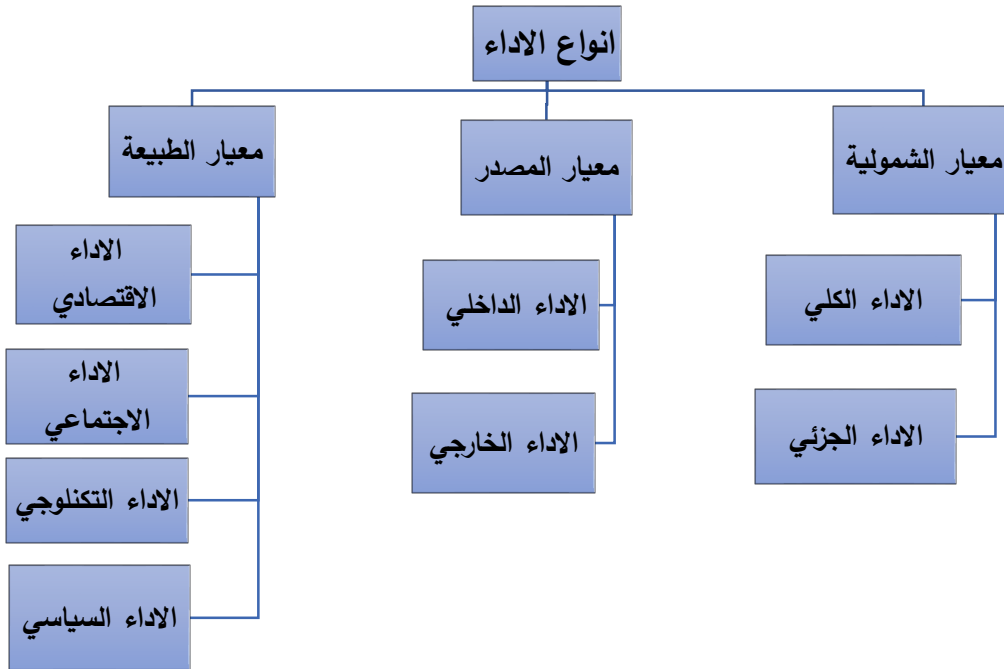 انواع الاداء
معيار الشمولية
الاداء الكلي
الاداء الجزئي
معيار المصدر
الاداء الداخلي
الاداء الخارجي
معيار الطبيعة
الاداء
الاقتصادي
الاداء
الاجتماعي
الاداء التكنلوجي
الاداء السياسي